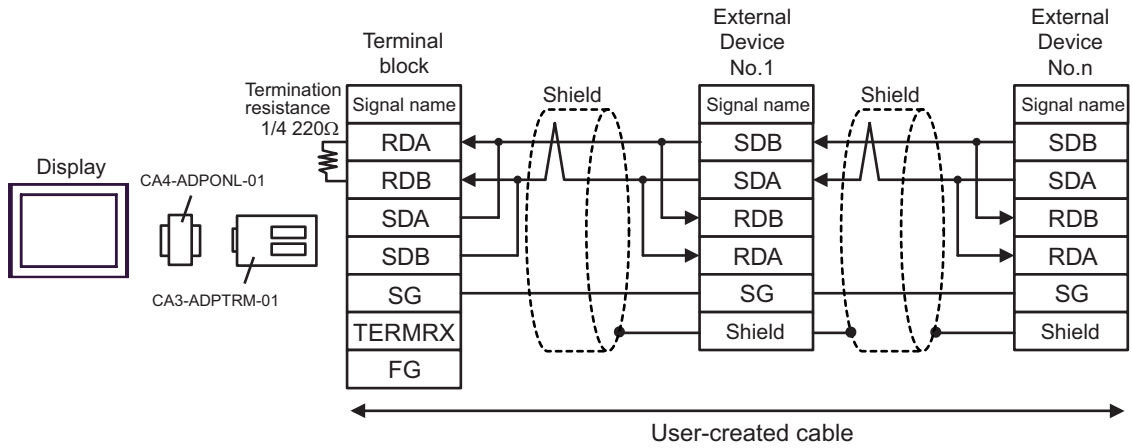 Display
CA4-ADPONL-01
CA3-ADPTRM-01
Termination
resistance
1/4 220Ω
Terminal
block
Signal name
RDA
RDB
SDA
SDB
SG
TERMRX
FG
Shield
External
Device
No.1
Signal name
SDB
SDA
RDB
RDA
SG
Shield
Shield
External
Device
No.n
Signal name
SDB
SDA
RDB
RDA
SG
Shield
User-created cable